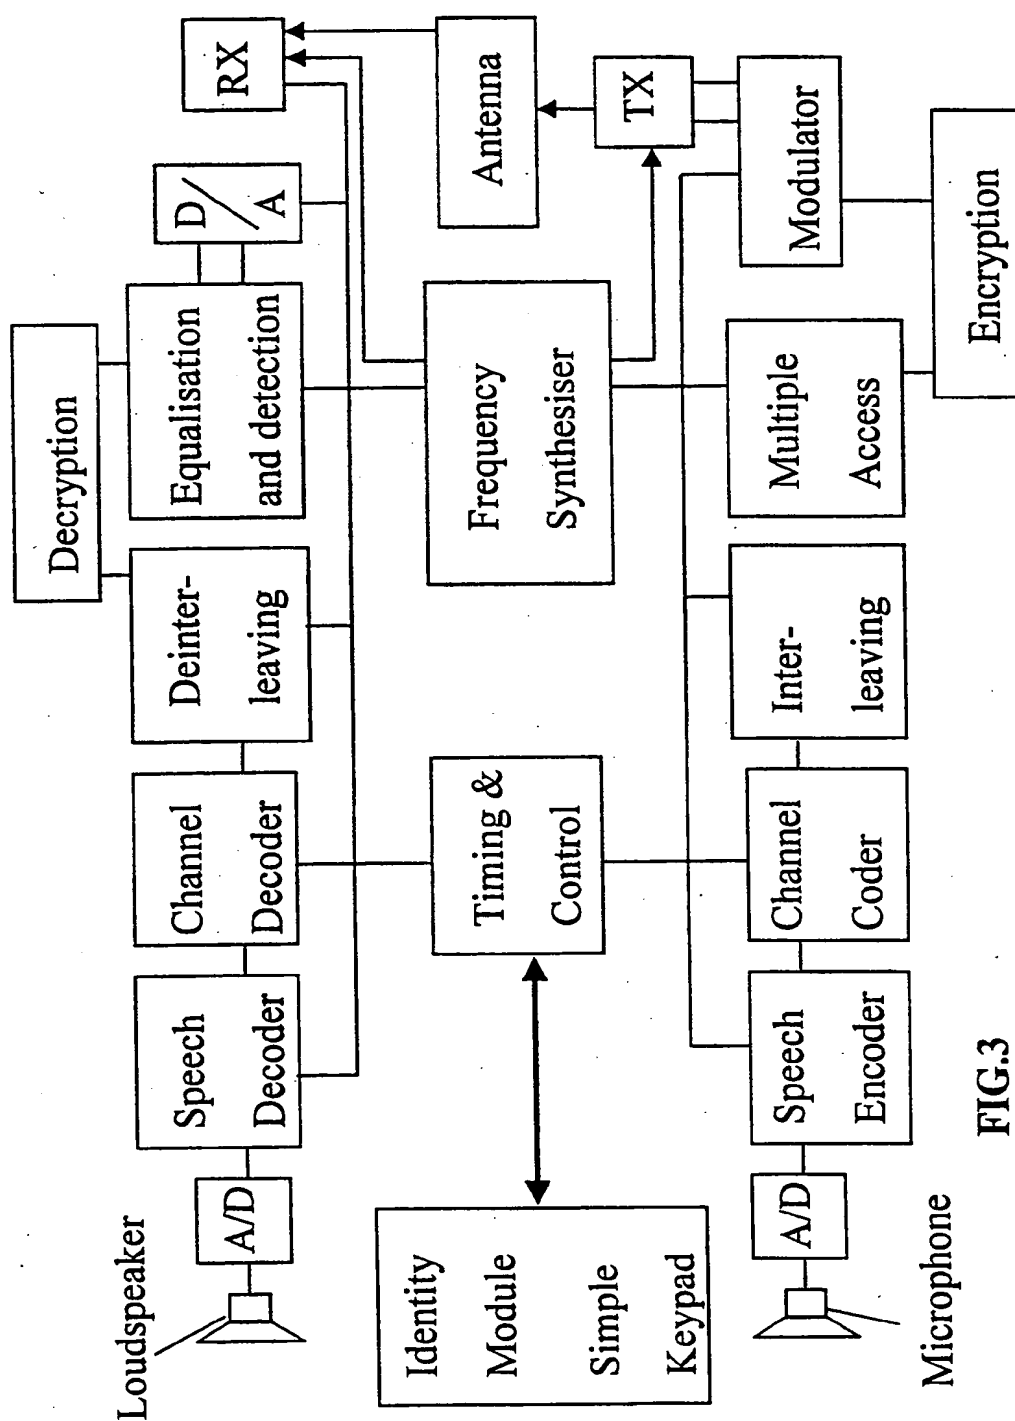 Loudspeaker
A/D
Speech
Decoder
Channel
Decoder
Deinter-
leaving
Decryption
Equalisation
and detection
D/A
RX
Identity
Module
Simple
Keypad
Timing &
Control
Frequency
Synthesiser
Antenna
TX
Microphone
A/D
Speech
Encoder
Channel
Coder
Inter-
leaving
Multiple
Access
Modulator
Encryption
FIG.3